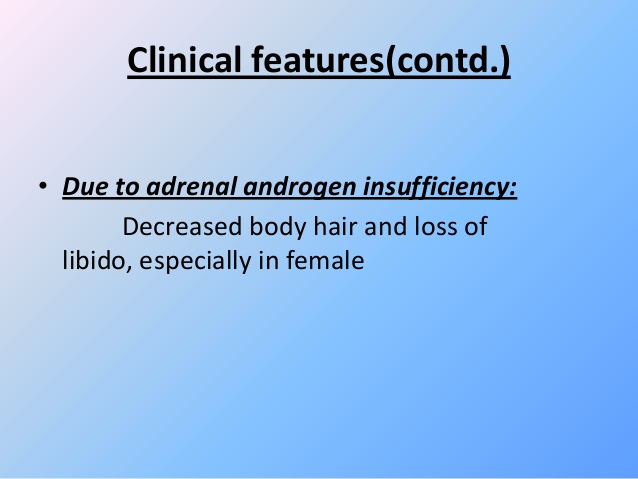 Clinical features(contd.)
• Due to adrenal androgen insufficiency:
Decreased body hair and loss of
libido, especially in female